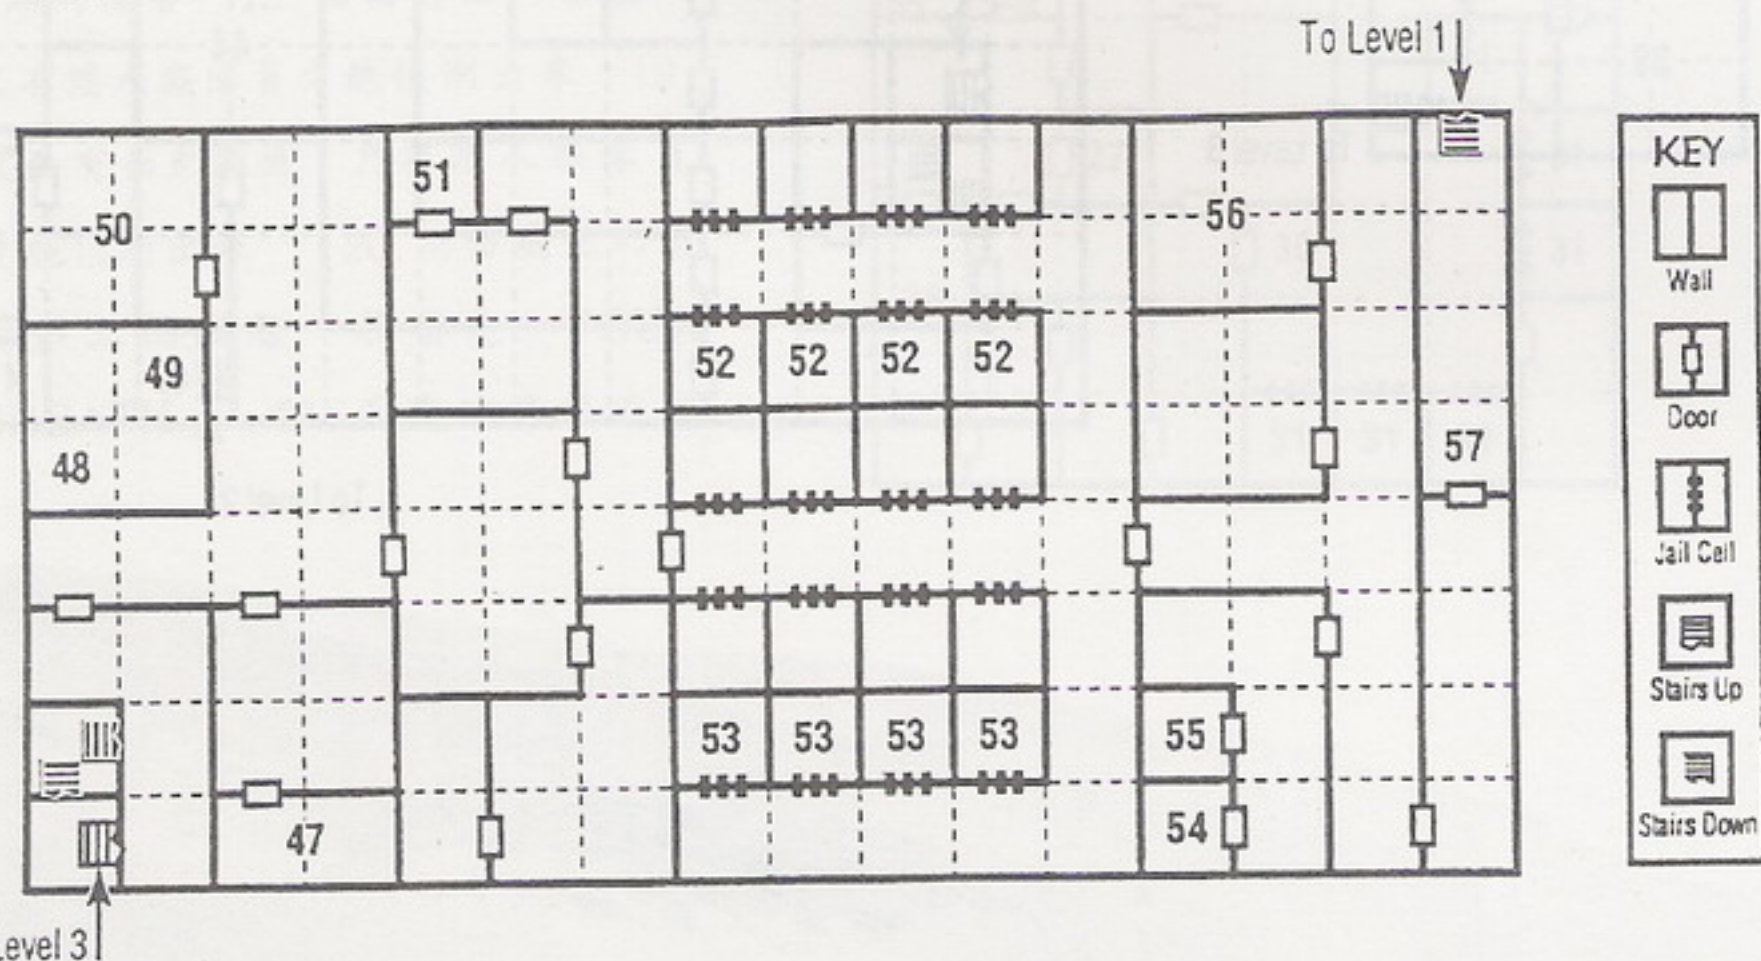 To Level 1
KEY
Wall
Door
Jail Cell
Stairs Up
Stairs Down
51
50
56
49
52 52 52 52
48
57
53 53 53 53
55
47
54
Level 3